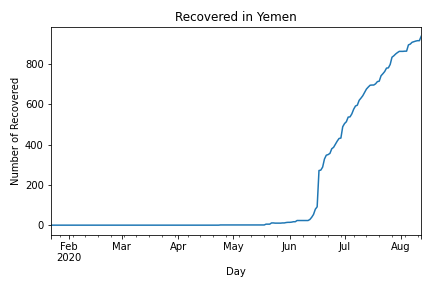 Recovered in Yemen
Number of Recovered
800
600
400
200
0
Feb
2020
Mar
Apr
May
Jun
Jul
Aug
Day